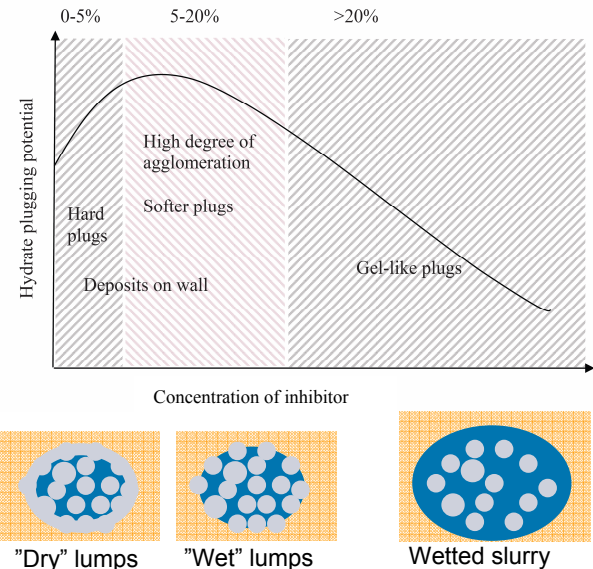 0-5%
5-20%
>20%
Hydrate plugging potential
High degree of
agglomeration
Softer plugs
Hard
plugs
Deposits on wall
Gel-like plugs
Concentration of inhibitor
”Dry” lumps
”Wet” lumps
Wetted slurry